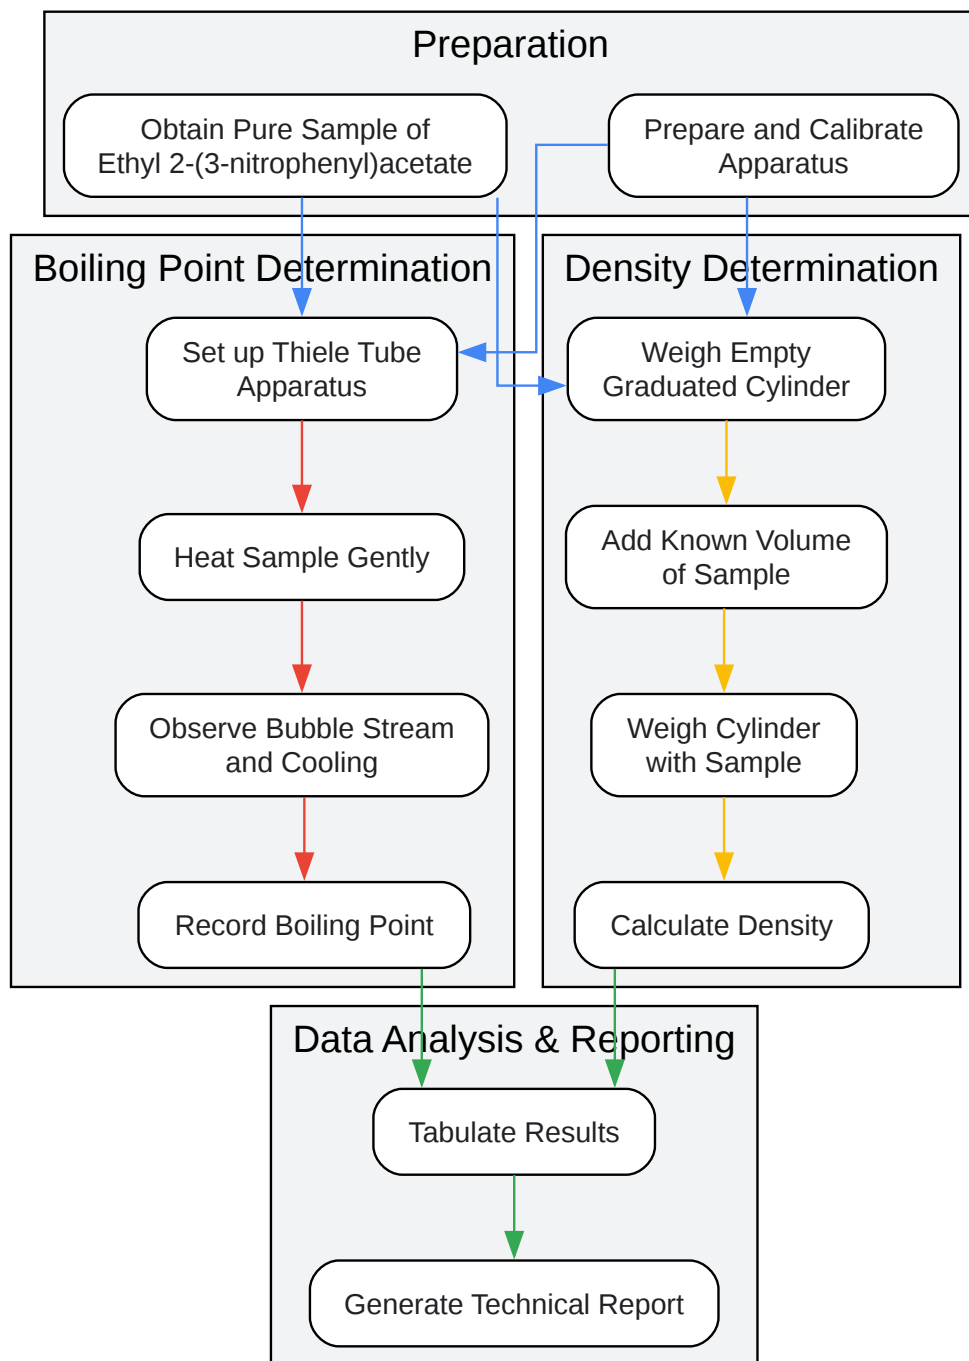 Preparation
Obtain Pure Sample of
Ethyl 2-(3-nitrophenyl)acetate
Prepare and Calibrate
Apparatus
Boiling Point Determination
Set up Thiele Tube
Apparatus
Heat Sample Gently
Observe Bubble Stream
and Cooling
Record Boiling Point
Density Determination
Weigh Empty
Graduated Cylinder
Add Known Volume
of Sample
Weigh Cylinder
with Sample
Calculate Density
Data Analysis & Reporting
Tabulate Results
Generate Technical Report